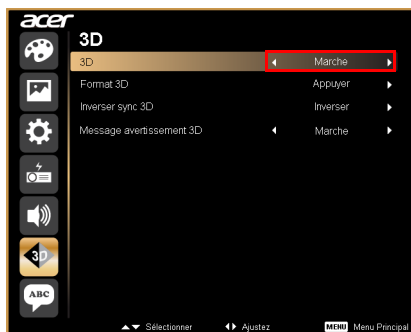 acer
3D
3D Marche
Format 3D Appuyer
Inverser sync 3D Inverser
Message avertissement 3D Marche
3D
ABC
Sélectionner Ajustez MENU Menu Principal